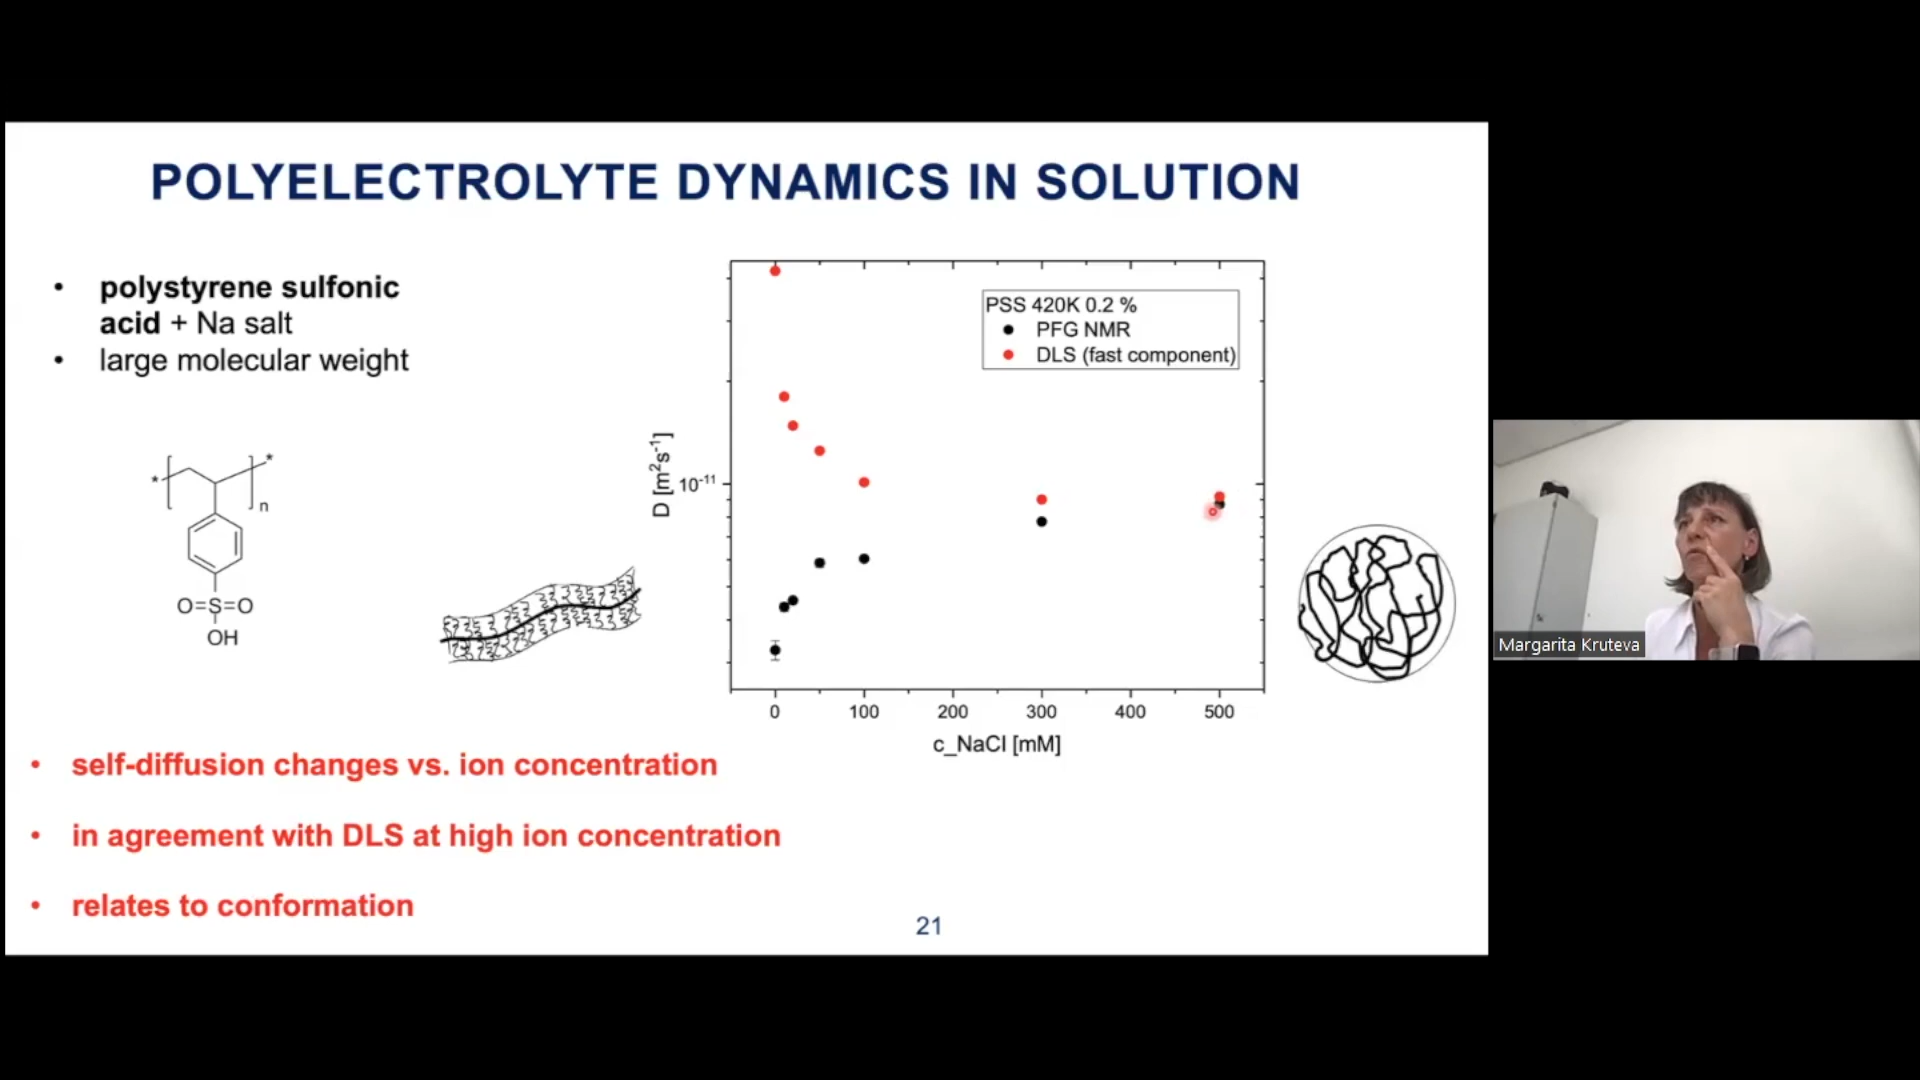 POLYELECTROLYTE DYNAMICS IN SOLUTION
• polystyrene sulfonic
acid + Na salt
• large molecular weight
*
*
n
O=S=O
OH
D [m²s⁻¹]
10⁻¹¹
PSS 420K 0.2 %
PFG NMR
DLS (fast component)
0 100 200 300 400 500
c_NaCl [mM]
• self-diffusion changes vs. ion concentration
• in agreement with DLS at high ion concentration
• relates to conformation
21
Margarita Kruteva